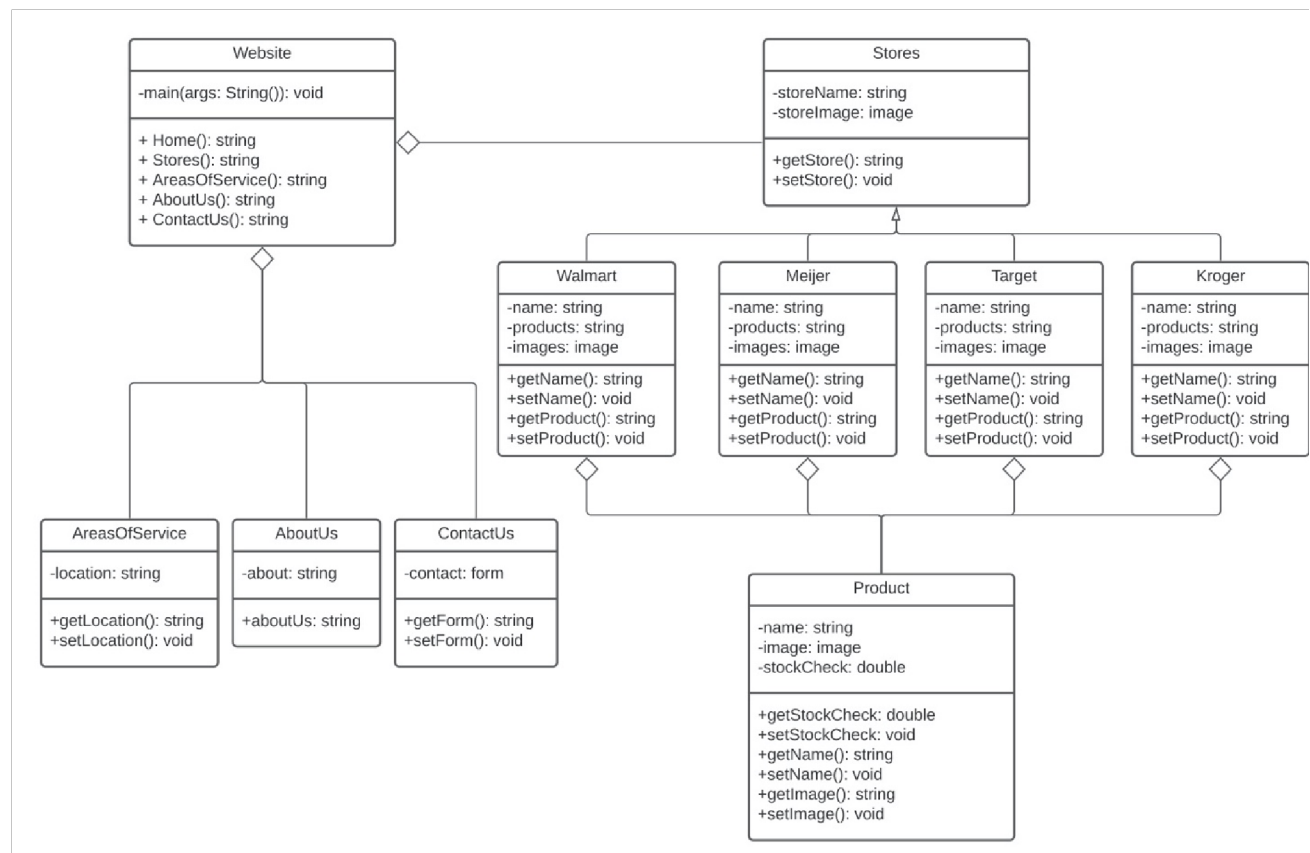 Website
-main(args: String()): void
+ Home(): string
+ Stores(): string
+ AreasOfService(): string
+ AboutUs(): string
+ ContactUs(): string
Stores
-storeName: string
-storeImage: image
+getStore(): string
+setStore(): void
Walmart
-name: string
-products: string
-images: image
+getName(): string
+setName(): void
+getProduct(): string
+setProduct(): void
Meijer
-name: string
-products: string
-images: image
+getName(): string
+setName(): void
+getProduct(): string
+setProduct(): void
Target
-name: string
-products: string
-images: image
+getName(): string
+setName(): void
+getProduct(): string
+setProduct(): void
Kroger
-name: string
-products: string
-images: image
+getName(): string
+setName(): void
+getProduct(): string
+setProduct(): void
AreasOfService
-location: string
+getLocation(): string
+setLocation(): void
AboutUs
-about: string
+aboutUs: string
ContactUs
-contact: form
+getForm(): string
+setForm(): void
Product
-name: string
-image: image
-stockCheck: double
+getStockCheck: double
+setStockCheck: void
+getName(): string
+setName(): void
+getImage(): string
+setImage(): void